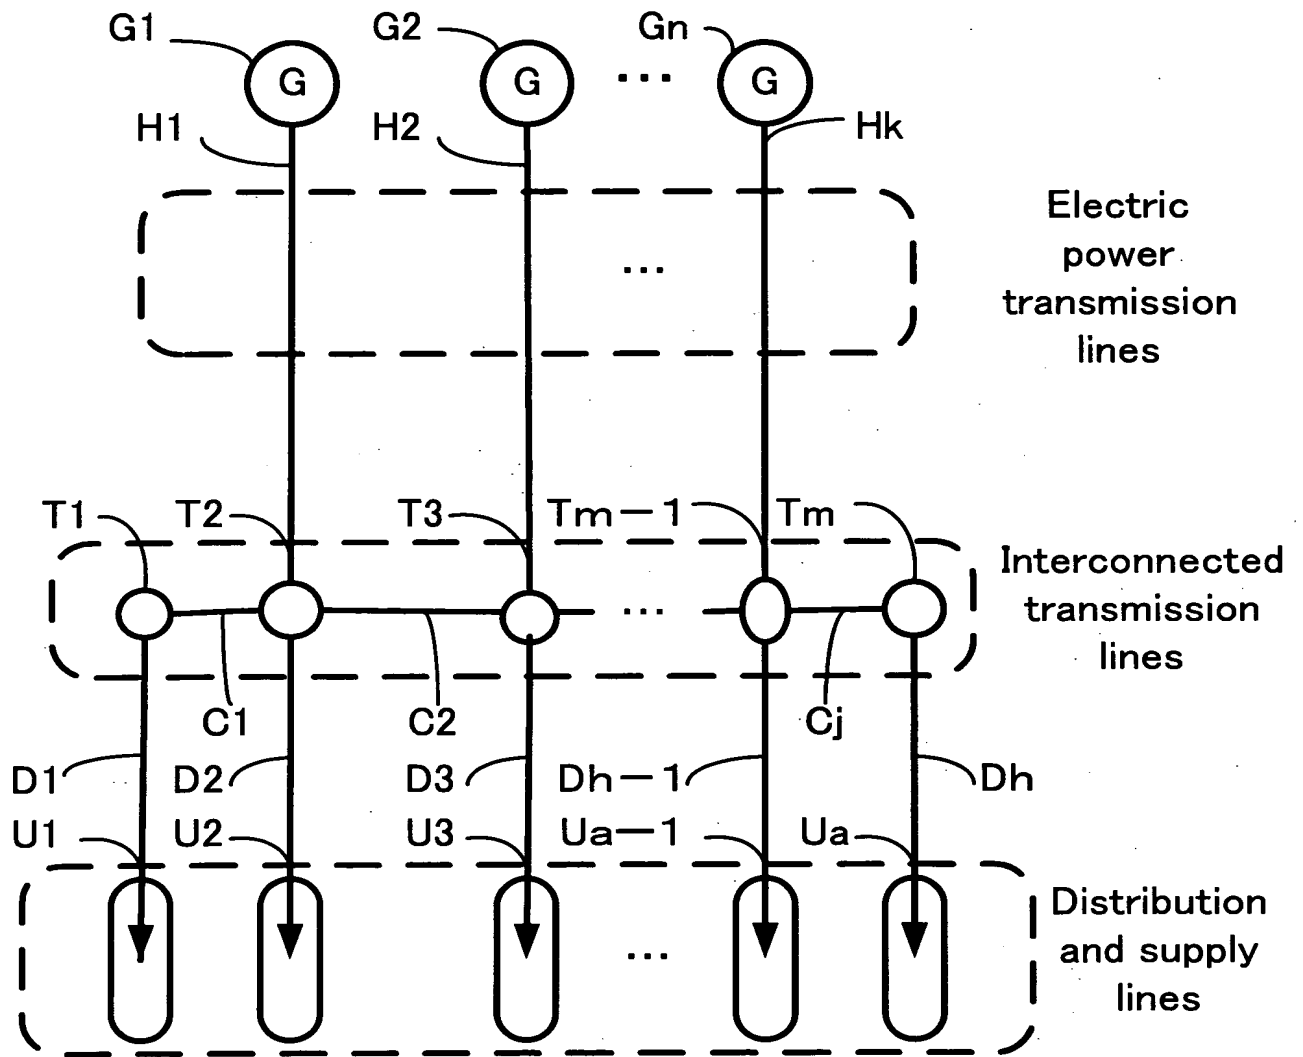 G1 G2 Gn
G G ... G
H1 H2 Hk
Electric
power
transmission
lines
...
T1 T2 T3 Tm－1 Tm
Interconnected
transmission
lines
...
C1 C2 Cj
D1 D2 D3 Dh－1 Dh
U1 U2 U3 Ua－1 Ua
Distribution
and supply
lines
...